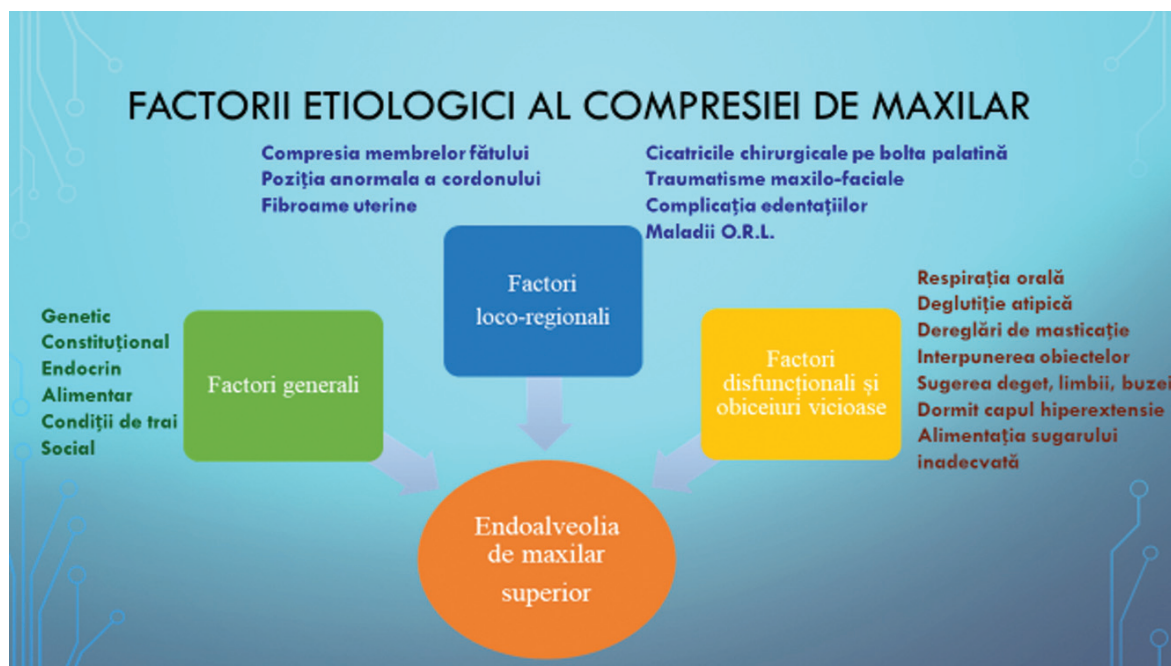 FACTORII ETIOLOGICI AL COMPRESIEI DE MAXILAR
Compresia membrelor fătului
Poziția anormala a cordonului
Fibroame uterine
Cicatricile chirurgicale pe bolta palatină
Traumatisme maxilo-faciale
Complicația edentațiilor
Maladii O.R.L.
Factori
loco-regionali
Genetic
Constituțional
Endocrin
Alimentar
Condiții de trai
Social
Factori generali
Factori
disfuncționali și
obiceiuri vicioase
Respirația orală
Deglutiție atipică
Dereglări de masticație
Interpunerea obiectelor
Sugerea deget, limbii, buzei
Dormit capul hiperextensie
Alimentația sugarului
inadecvată
Endoalveolia
de maxilar
superior